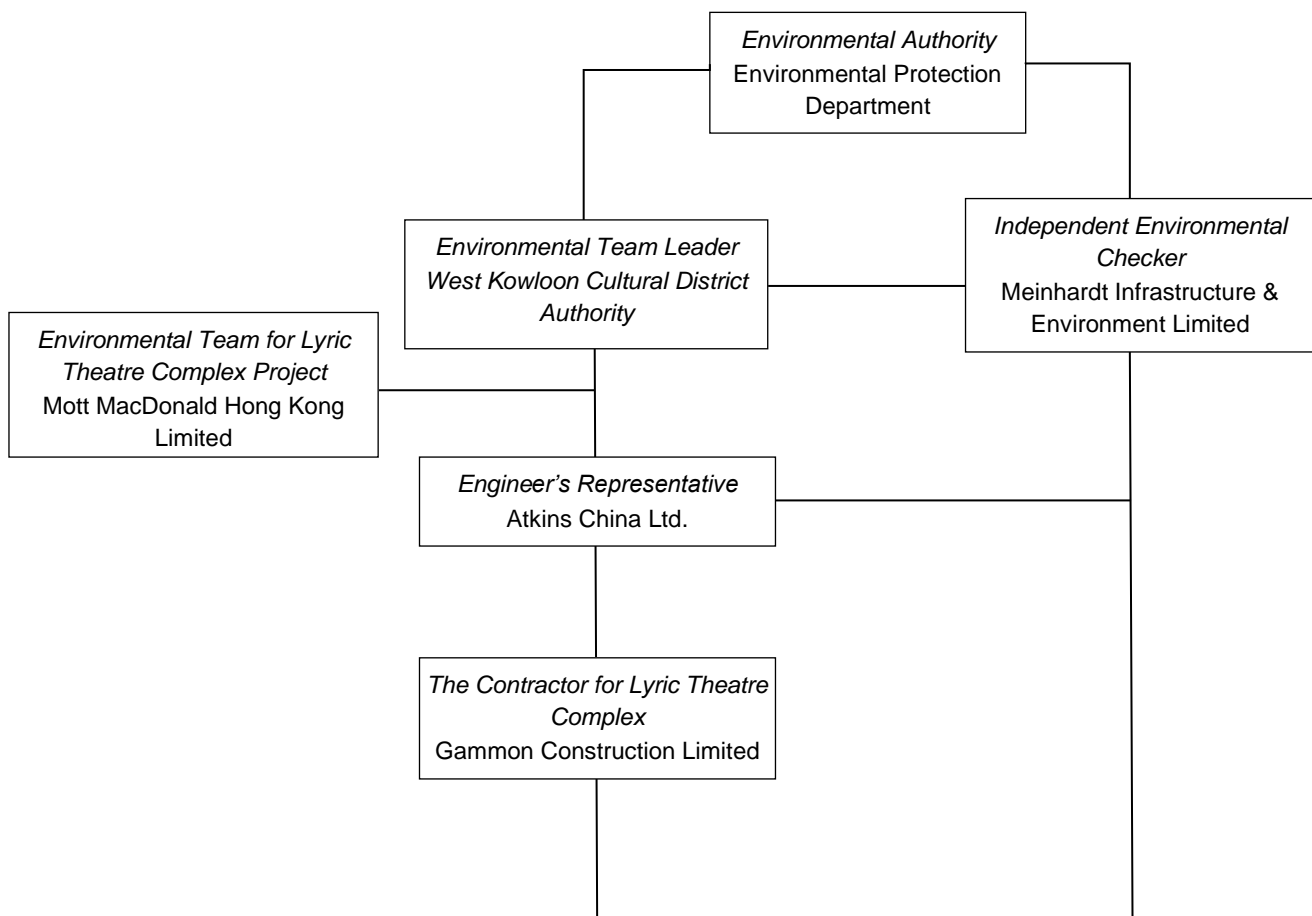 Environmental Authority
Environmental Protection
Department
Environmental Team Leader
West Kowloon Cultural District
Authority
Independent Environmental
Checker
Meinhardt Infrastructure &
Environment Limited
Environmental Team for Lyric
Theatre Complex Project
Mott MacDonald Hong Kong
Limited
Engineer’s Representative
Atkins China Ltd.
The Contractor for Lyric Theatre
Complex
Gammon Construction Limited